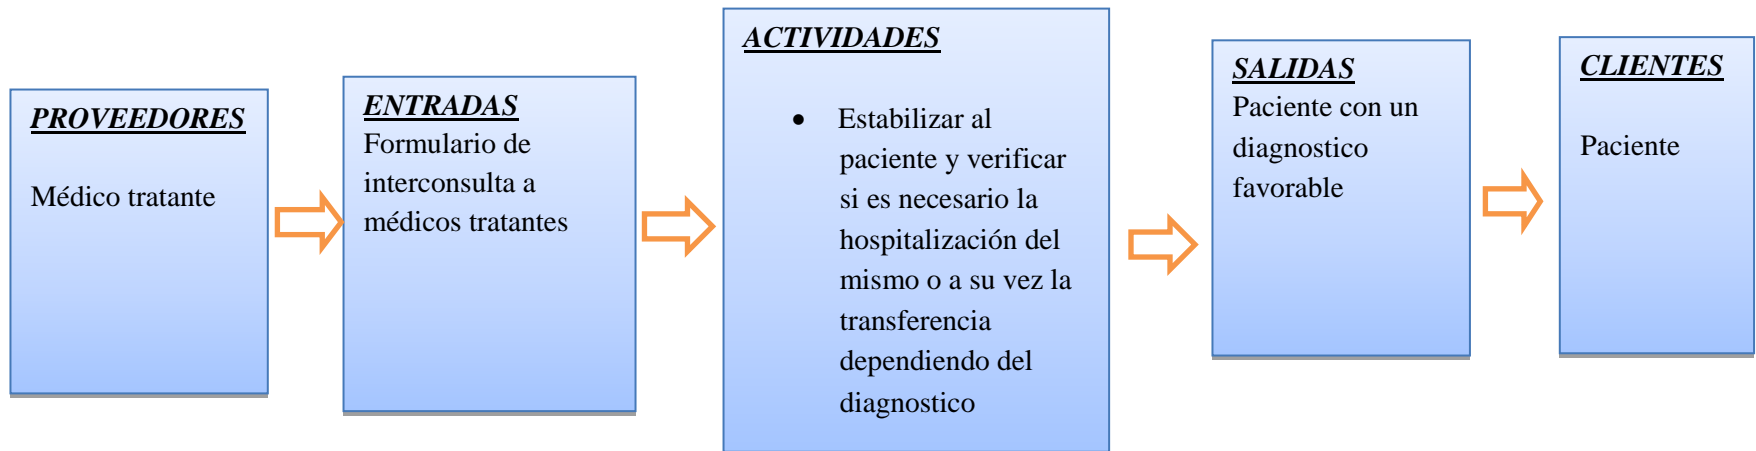 PROVEEDORES
Médico tratante
ENTRADAS
Formulario de
interconsulta a
médicos tratantes
ACTIVIDADES
• Estabilizar al
paciente y verificar
si es necesario la
hospitalización del
mismo o a su vez la
transferencia
dependiendo del
diagnostico
SALIDAS
Paciente con un
diagnostico
favorable
CLIENTES
Paciente